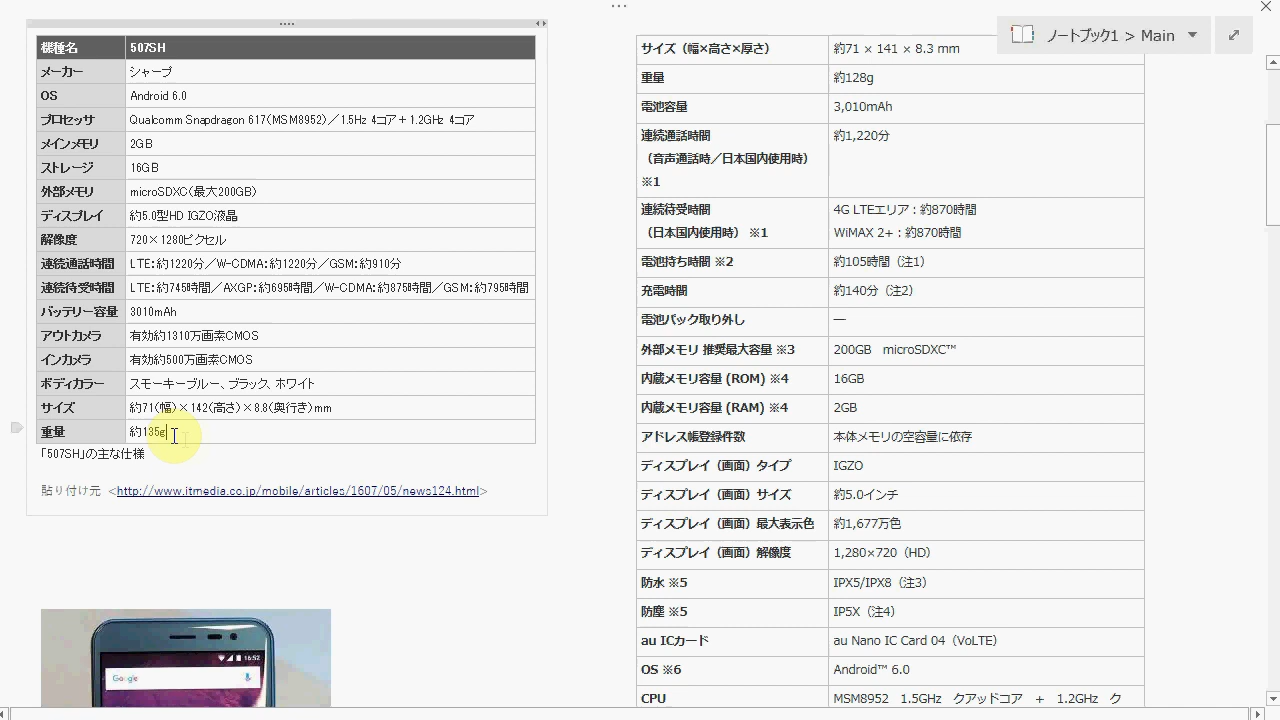 ノートブック1 > Main
機種名 507SH
メーカー シャープ
OS Android 6.0
プロセッサ Qualcomm Snapdragon 617(MSM8952)/1.5Hz 4コア+1.2GHz 4コア
メインメモリ 2GB
ストレージ 16GB
外部メモリ microSDXC(最大200GB)
ディスプレイ 約5.0型HD IGZO液晶
解像度 720×1280ピクセル
連続通話時間 LTE:約1220分/W-CDMA:約1220分/GSM:約910分
連続待受時間 LTE:約745時間/AXGP:約695時間/W-CDMA:約875時間/GSM:約795時間
バッテリー容量 3010mAh
アウトカメラ 有効約1310万画素CMOS
インカメラ 有効約500万画素CMOS
ボディカラー スモーキーブルー、ブラック、ホワイト
サイズ 約71(幅)×142(高さ)×8.8(奥行き)mm
重量 約135g
「507SH」の主な仕様
貼り付け元 <http://www.itmedia.co.jp/mobile/articles/1607/05/news124.html>
16:52
Google
サイズ（幅×高さ×厚さ） 約71 × 141 × 8.3 mm
重量 約128g
電池容量 3,010mAh
連続通話時間 約1,220分
（音声通話時／日本国内使用時）
※1
連続待受時間 4G LTEエリア：約870時間
（日本国内使用時） ※1 WiMAX 2+：約870時間
電池持ち時間 ※2 約105時間（注1）
充電時間 約140分（注2）
電池パック取り外し ―
外部メモリ 推奨最大容量 ※3 200GB microSDXC™
内蔵メモリ容量 (ROM) ※4 16GB
内蔵メモリ容量 (RAM) ※4 2GB
アドレス帳登録件数 本体メモリの空容量に依存
ディスプレイ（画面）タイプ IGZO
ディスプレイ（画面）サイズ 約5.0インチ
ディスプレイ（画面）最大表示色 約1,677万色
ディスプレイ（画面）解像度 1,280×720（HD）
防水 ※5 IPX5/IPX8（注3）
防塵 ※5 IP5X（注4）
au ICカード au Nano IC Card 04（VoLTE）
OS ※6 Android™ 6.0
CPU MSM8952 1.5GHz クアッドコア + 1.2GHz ク